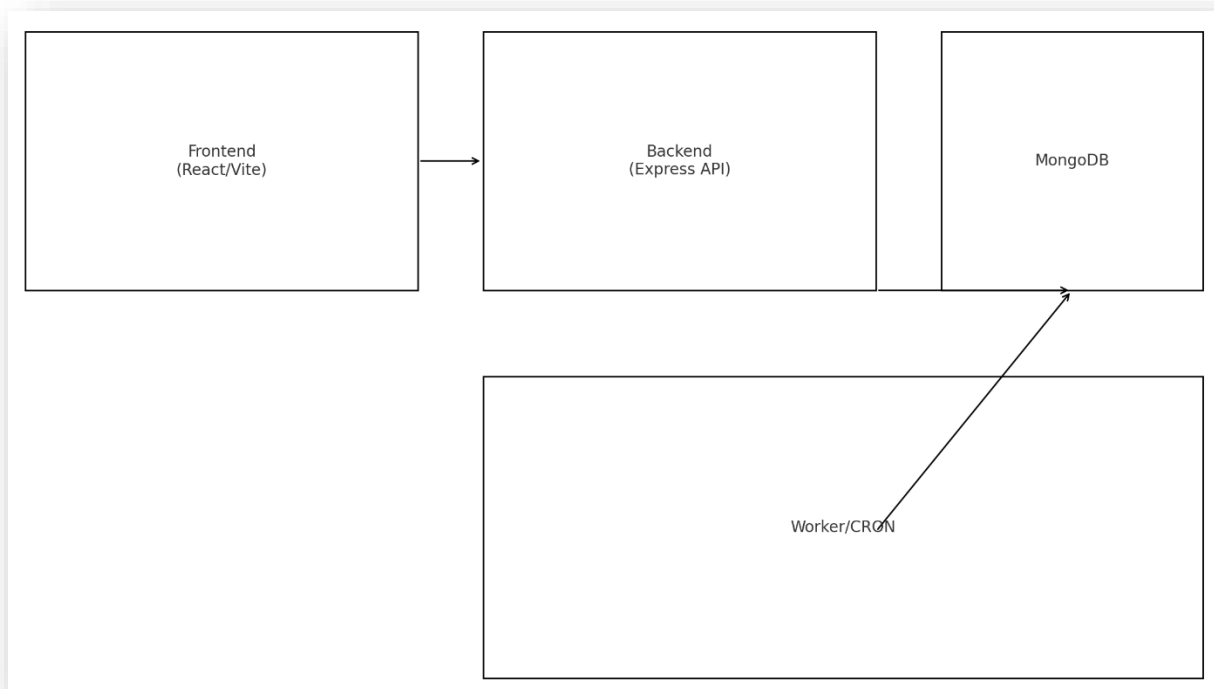 Frontend
(React/Vite)
Backend
(Express API)
MongoDB
Worker/CRON